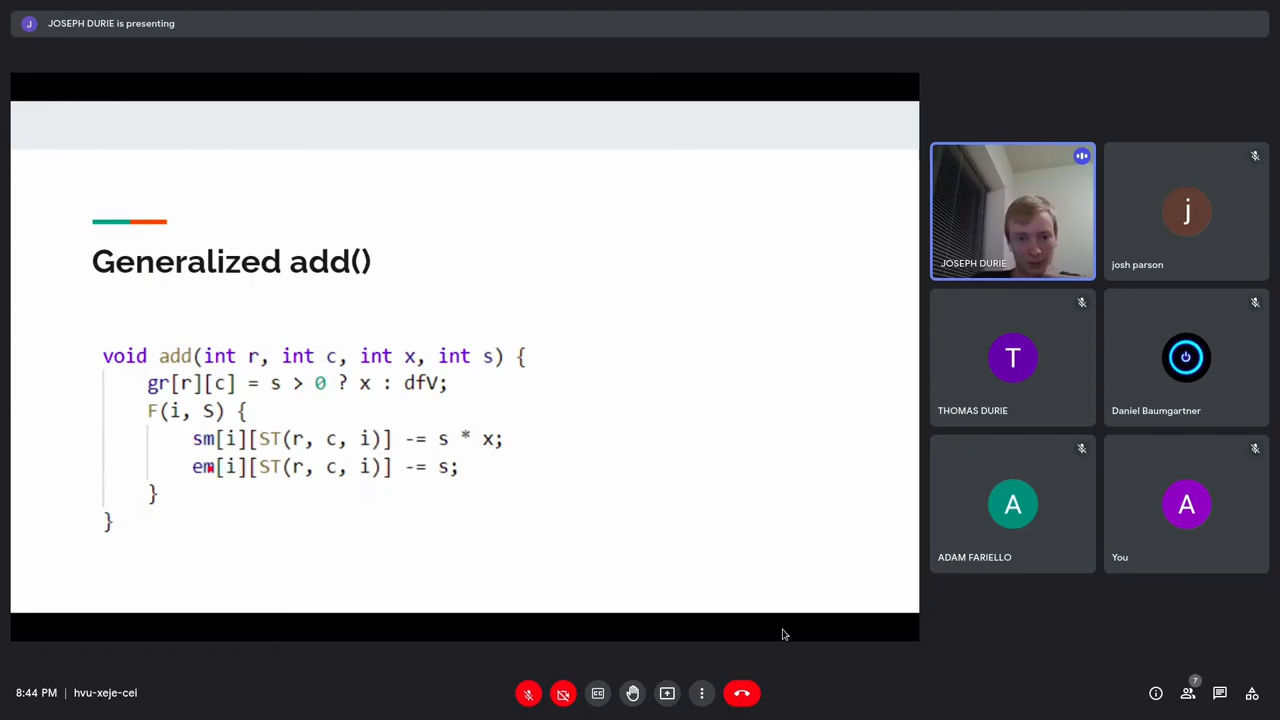 J
JOSEPH DURIE is presenting
Generalized add()
void add(int r, int c, int x, int s) {
gr[r][c] = s > 0 ? x : dfV;
F(i, S) {
sm[i][ST(r, c, i)] -= s * x;
em[i][ST(r, c, i)] -= s;
}
}
JOSEPH DURIE
j
josh parson
T
THOMAS DURIE
Daniel Baumgartner
A
ADAM FARIELLO
A
You
8:44 PM | hvu-xeje-cei
CC
7